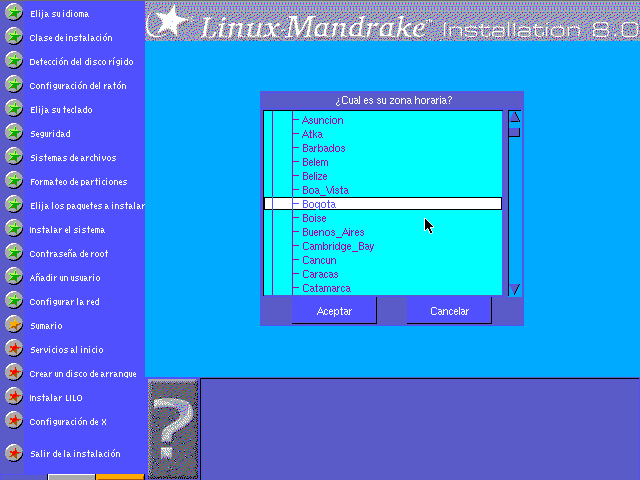 Linux-Mandrake™ Installation 8.0
Elija su idioma
Clase de instalación
Detección del disco rígido
Configuración del ratón
Elija su teclado
Seguridad
Sistemas de archivos
Formateo de particiones
Elija los paquetes a instalar
Instalar el sistema
Contraseña de root
Añadir un usuario
Configurar la red
Sumario
Servicios al inicio
Crear un disco de arranque
Instalar LILO
Configuración de X
Salir de la instalación
¿Cual es su zona horaria?
Asuncion
Atka
Barbados
Belem
Belize
Boa_Vista
Bogota
Boise
Buenos_Aires
Cambridge_Bay
Cancun
Caracas
Catamarca
Aceptar
Cancelar
?